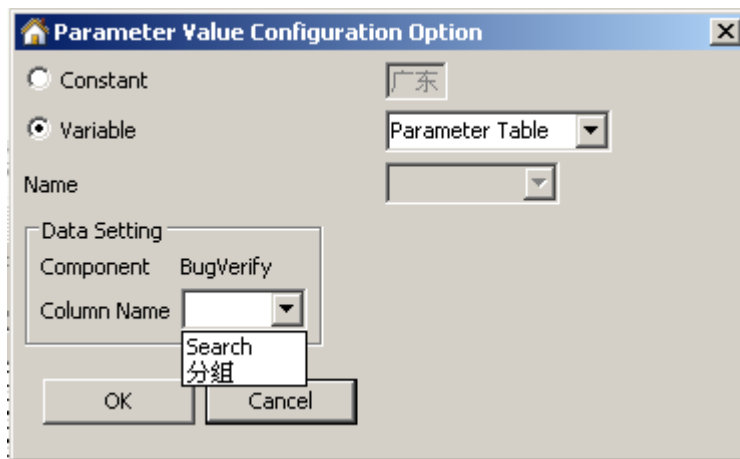 Parameter Value Configuration Option
Constant 广东
Variable Parameter Table
Name
Data Setting
Component BugVerify
Column Name
Search
分组
OK Cancel